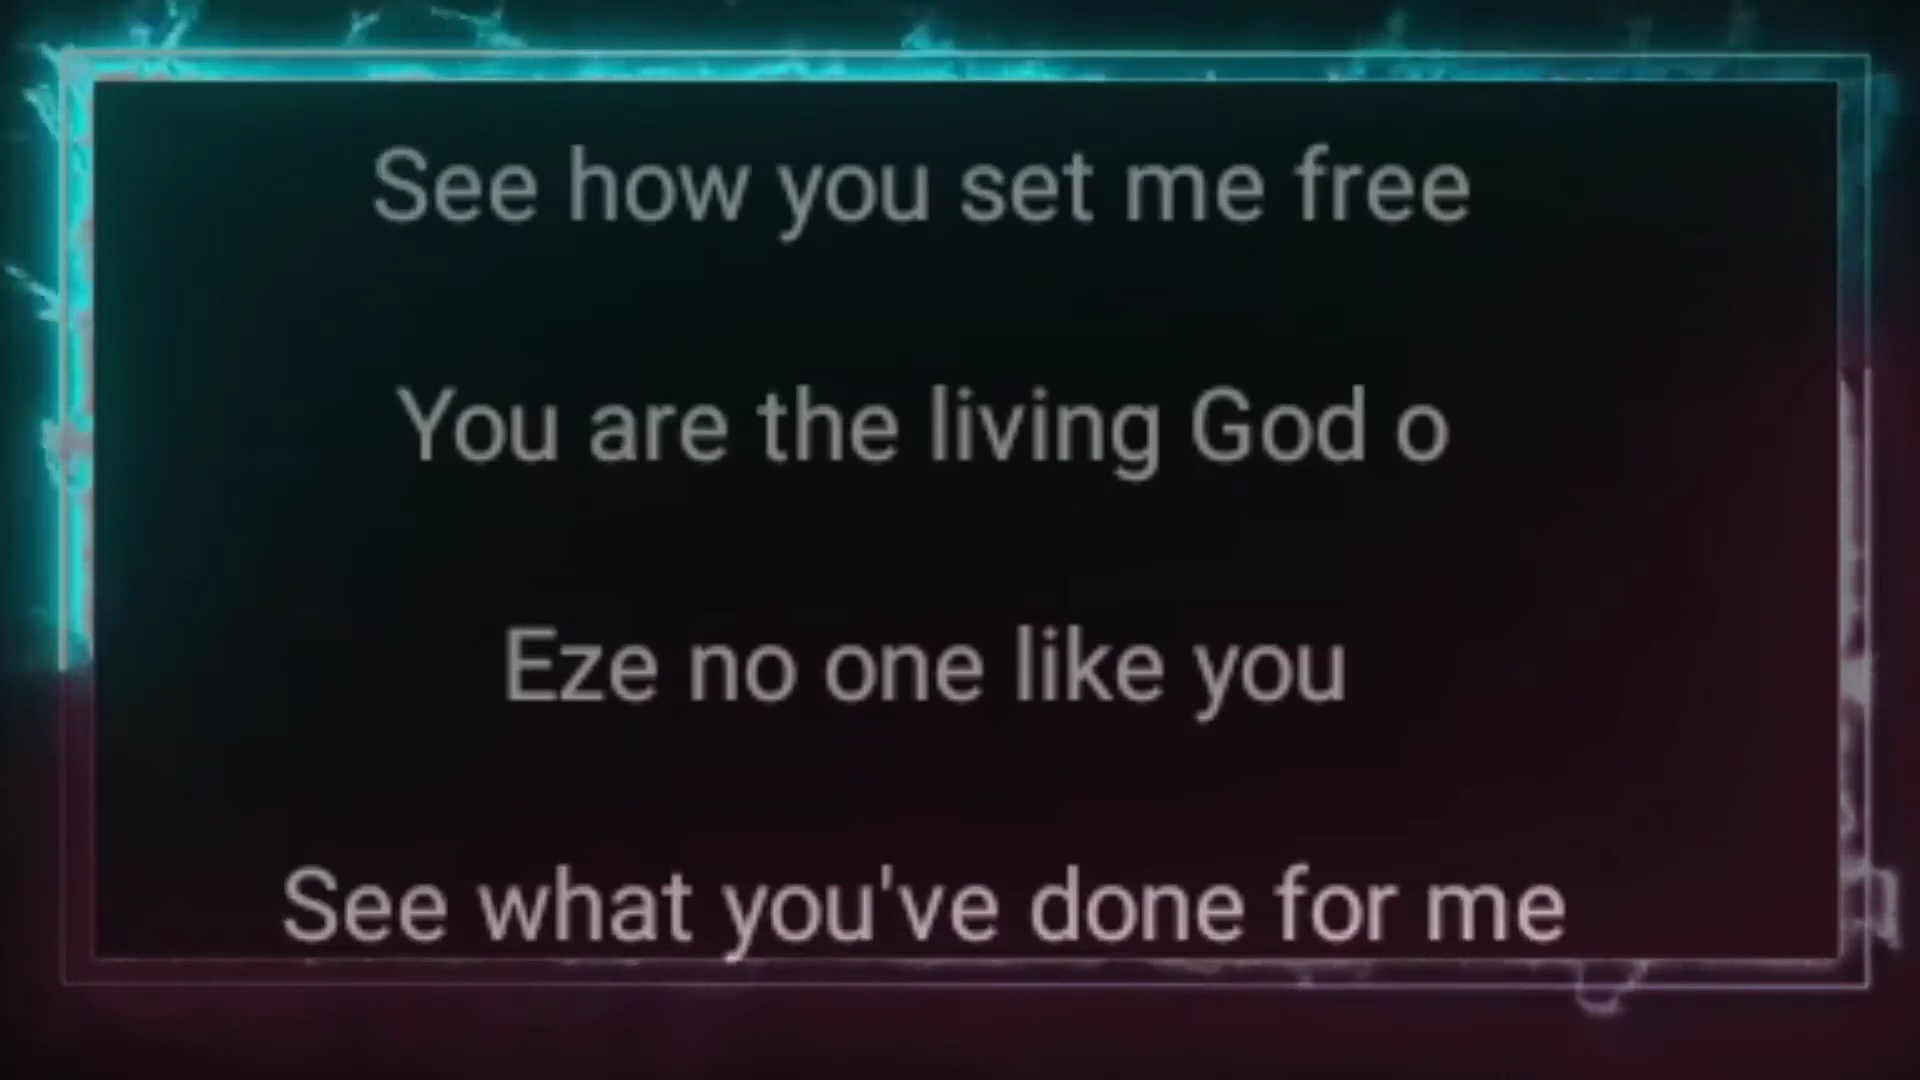 See how you set me free
You are the living God o
Eze no one like you
See what you've done for me